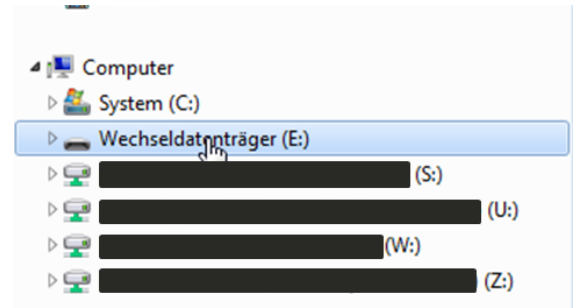 Computer
System (C:)
Wechseldatenträger (E:)
(S:)
(U:)
(W:)
(Z:)